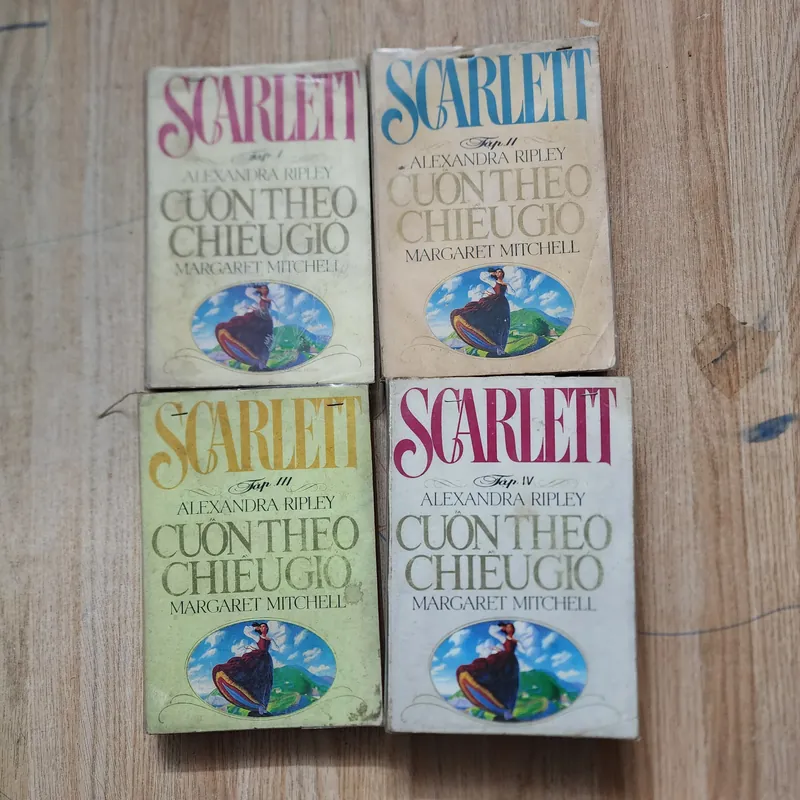 SCARLETT
Tập I
ALEXANDRA RIPLEY
CUỐN THEO
CHIỀU GIÓ
MARGARET MITCHELL
SCARLETT
Tập II
ALEXANDRA RIPLEY
CUỐN THEO
CHIỀU GIÓ
MARGARET MITCHELL
SCARLETT
Tập III
ALEXANDRA RIPLEY
CUỐN THEO
CHIỀU GIÓ
MARGARET MITCHELL
SCARLETT
Tập IV
ALEXANDRA RIPLEY
CUỐN THEO
CHIỀU GIÓ
MARGARET MITCHELL